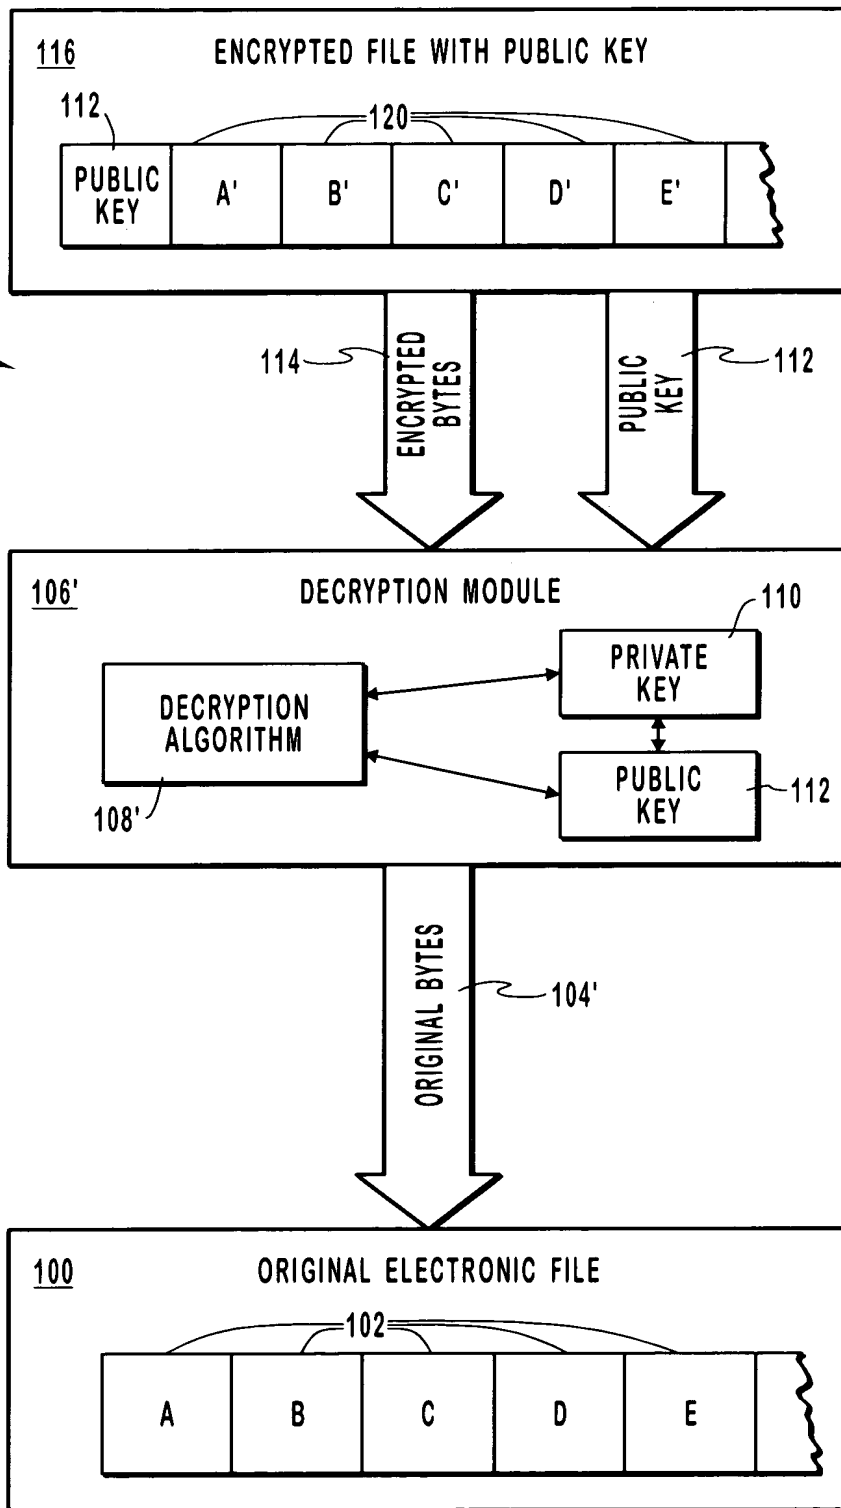 116 ENCRYPTED FILE WITH PUBLIC KEY
112
120
PUBLIC
KEY
A' B' C' D' E'
114
ENCRYPTED
BYTES
PUBLIC
KEY
112
106' DECRYPTION MODULE
110
PRIVATE
KEY
DECRYPTION
ALGORITHM
108'
PUBLIC
KEY
112
ORIGINAL BYTES
104'
100 ORIGINAL ELECTRONIC FILE
102
A B C D E